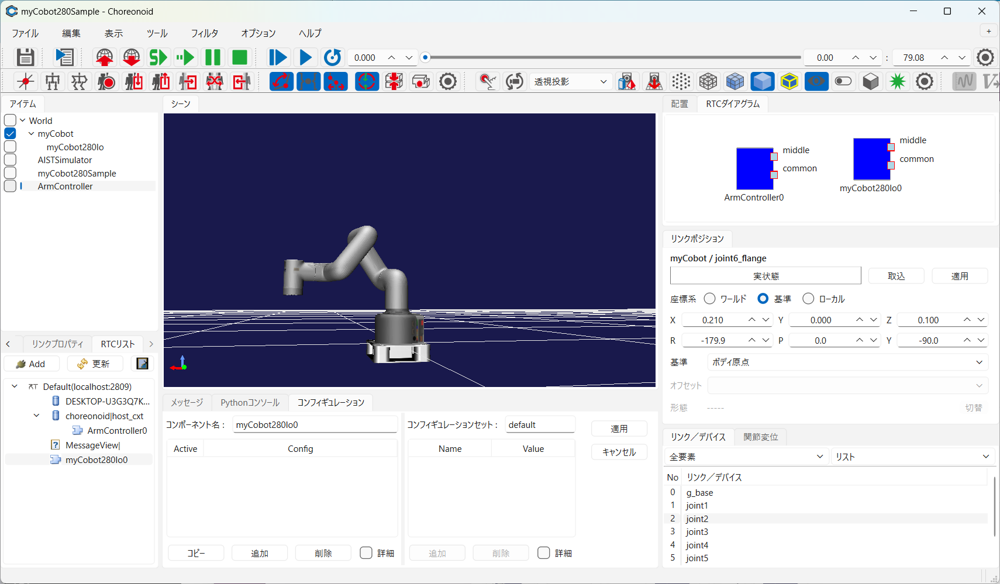 myCobot280Sample - Choreonoid
ファイル 編集 表示 ツール フィルタ オプション ヘルプ
0.000 0.00 : 79.08
透視投影
アイテム
World
myCobot
myCobot280Io
AISTSimulator
myCobot280Sample
ArmController
リンクプロパティ RTCリスト
Add 更新
Default(localhost:2809)
DESKTOP-U3G3Q7K...
choreonoid|host_cxt
ArmController0
MessageView|
myCobot280Io0
シーン
メッセージ Pythonコンソール コンフィギュレーション
コンポーネント名： myCobot280Io0
Active Config
コピー 追加 削除 詳細
コンフィギュレーションセット： default
Name Value
追加 削除 詳細
適用
キャンセル
配置 RTCダイアグラム
middle
common
ArmController0
middle
common
myCobot280Io0
リンクポジション
myCobot / joint6_flange
実状態 取込 適用
座標系 ワールド 基準 ローカル
X 0.210 Y 0.000 Z 0.100
R -179.9 P 0.0 Y -90.0
基準 ボディ原点
オフセット
形態 ----- 切替
リンク／デバイス 関節変位
全要素 リスト
No リンク／デバイス
0 g_base
1 joint1
2 joint2
3 joint3
4 joint4
5 joint5